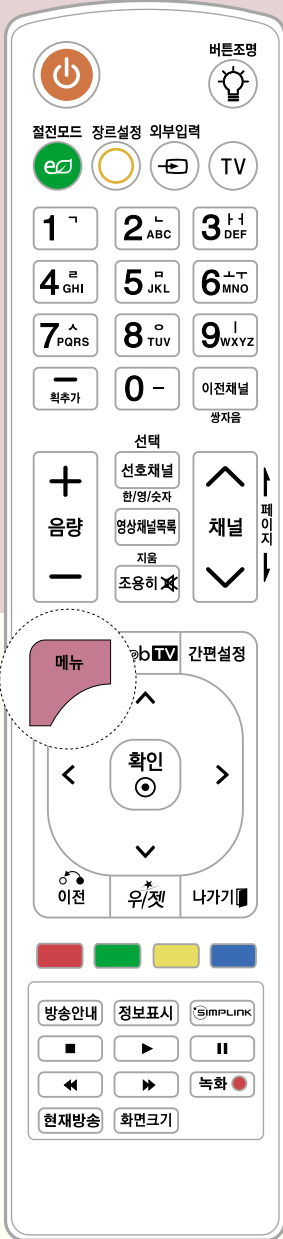 버튼조명
절전모드 장르설정 외부입력
TV
1 ㄱ 2 ㄴ ABC 3 ㅏㅓ DEF
4 ㄹ GHI 5 ㅁ JKL 6 ㅗㅜ MNO
7 ㅅ PQRS 8 ㅇ TUV 9 ㅣ WXYZ
획추가 0 ㅡ 이전채널
쌍자음
선택
선호채널
한/영/숫자
음량 영상채널목록 채널 페이지
지움
조용히
메뉴 TV 간편설정
확인
이전 위젯 나가기
방송안내 정보표시 SIMPLINK
녹화
현재방송 화면크기